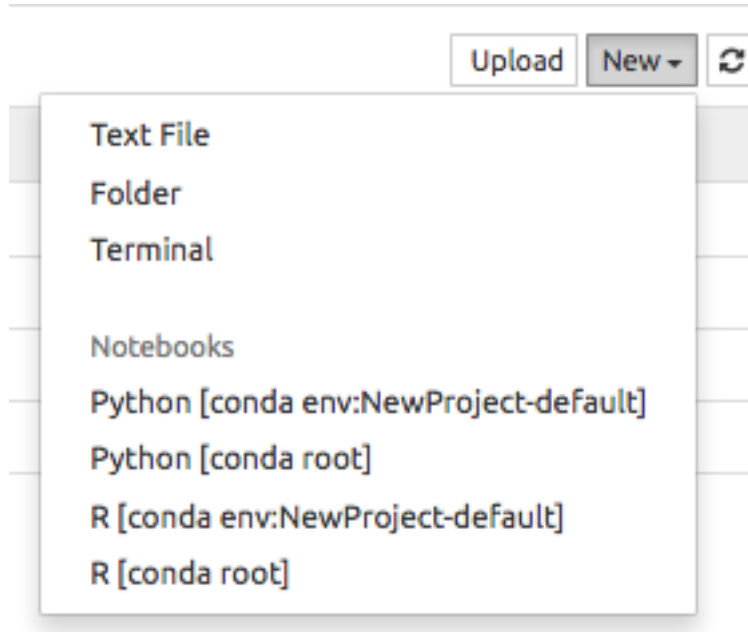 Upload New
Text File
Folder
Terminal
Notebooks
Python [conda env:NewProject-default]
Python [conda root]
R [conda env:NewProject-default]
R [conda root]